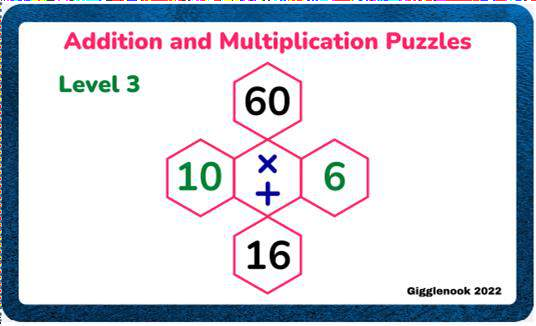 Addition and Multiplication Puzzles
Level 3
60
10 × 6
+
16
Gigglenook 2022